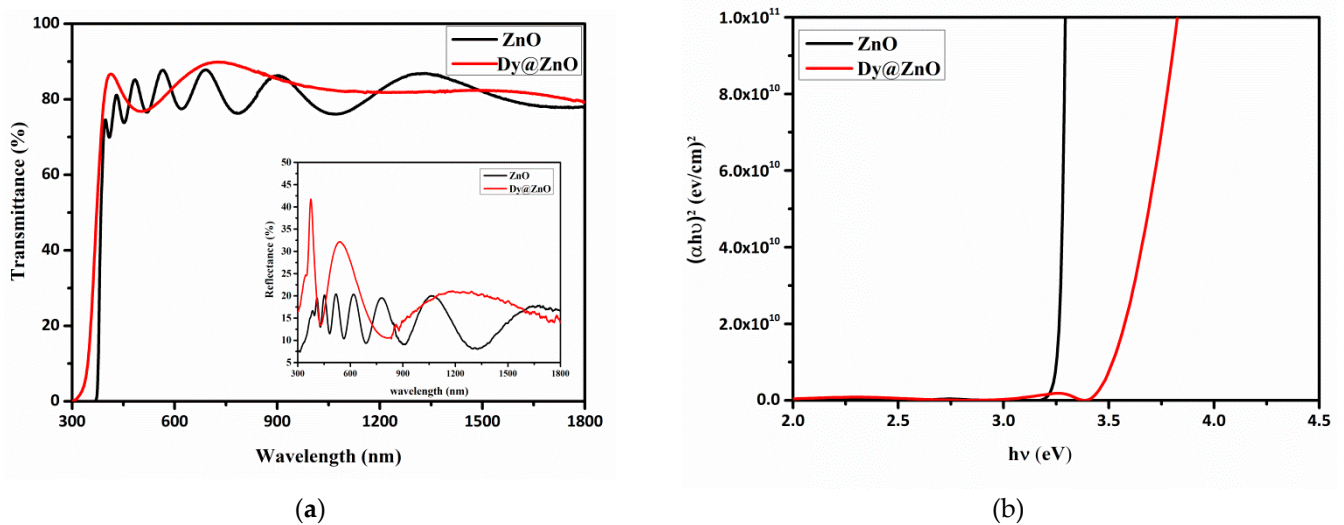 100
80
60
40
20
0
Transmittance (%)
ZnO
Dy@ZnO
50
45
40
35
30
25
20
15
10
5
Reflectance (%)
ZnO
Dy@ZnO
300 600 900 1200 1500 1800
wavelength (nm)
300 600 900 1200 1500 1800
Wavelength (nm)
(a)
1.0x10¹¹
8.0x10¹⁰
6.0x10¹⁰
4.0x10¹⁰
2.0x10¹⁰
0.0
(αhυ)² (ev/cm)²
ZnO
Dy@ZnO
2.0 2.5 3.0 3.5 4.0 4.5
hν (eV)
(b)